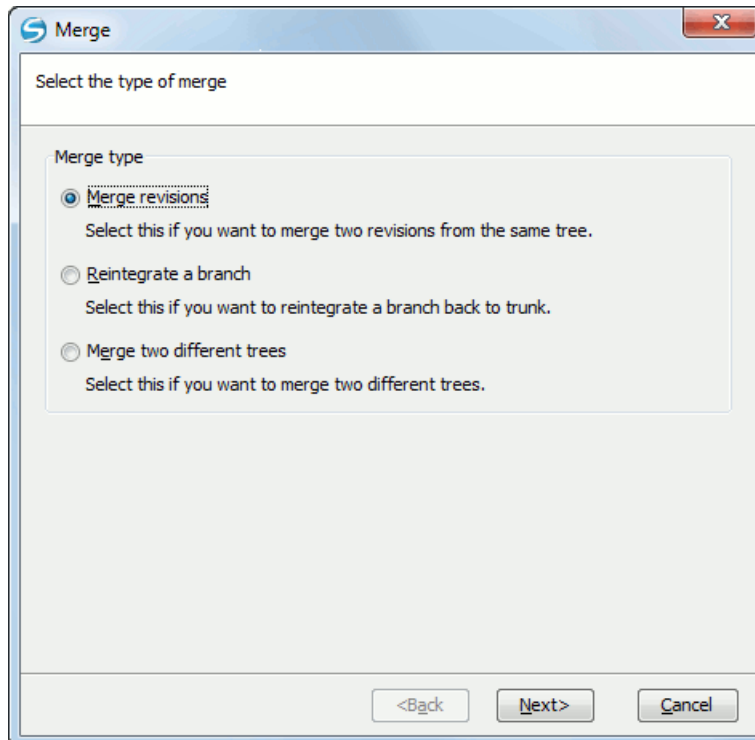 Merge
Select the type of merge
Merge type
Merge revisions
Select this if you want to merge two revisions from the same tree.
Reintegrate a branch
Select this if you want to reintegrate a branch back to trunk.
Merge two different trees
Select this if you want to merge two different trees.
<Back Next> Cancel